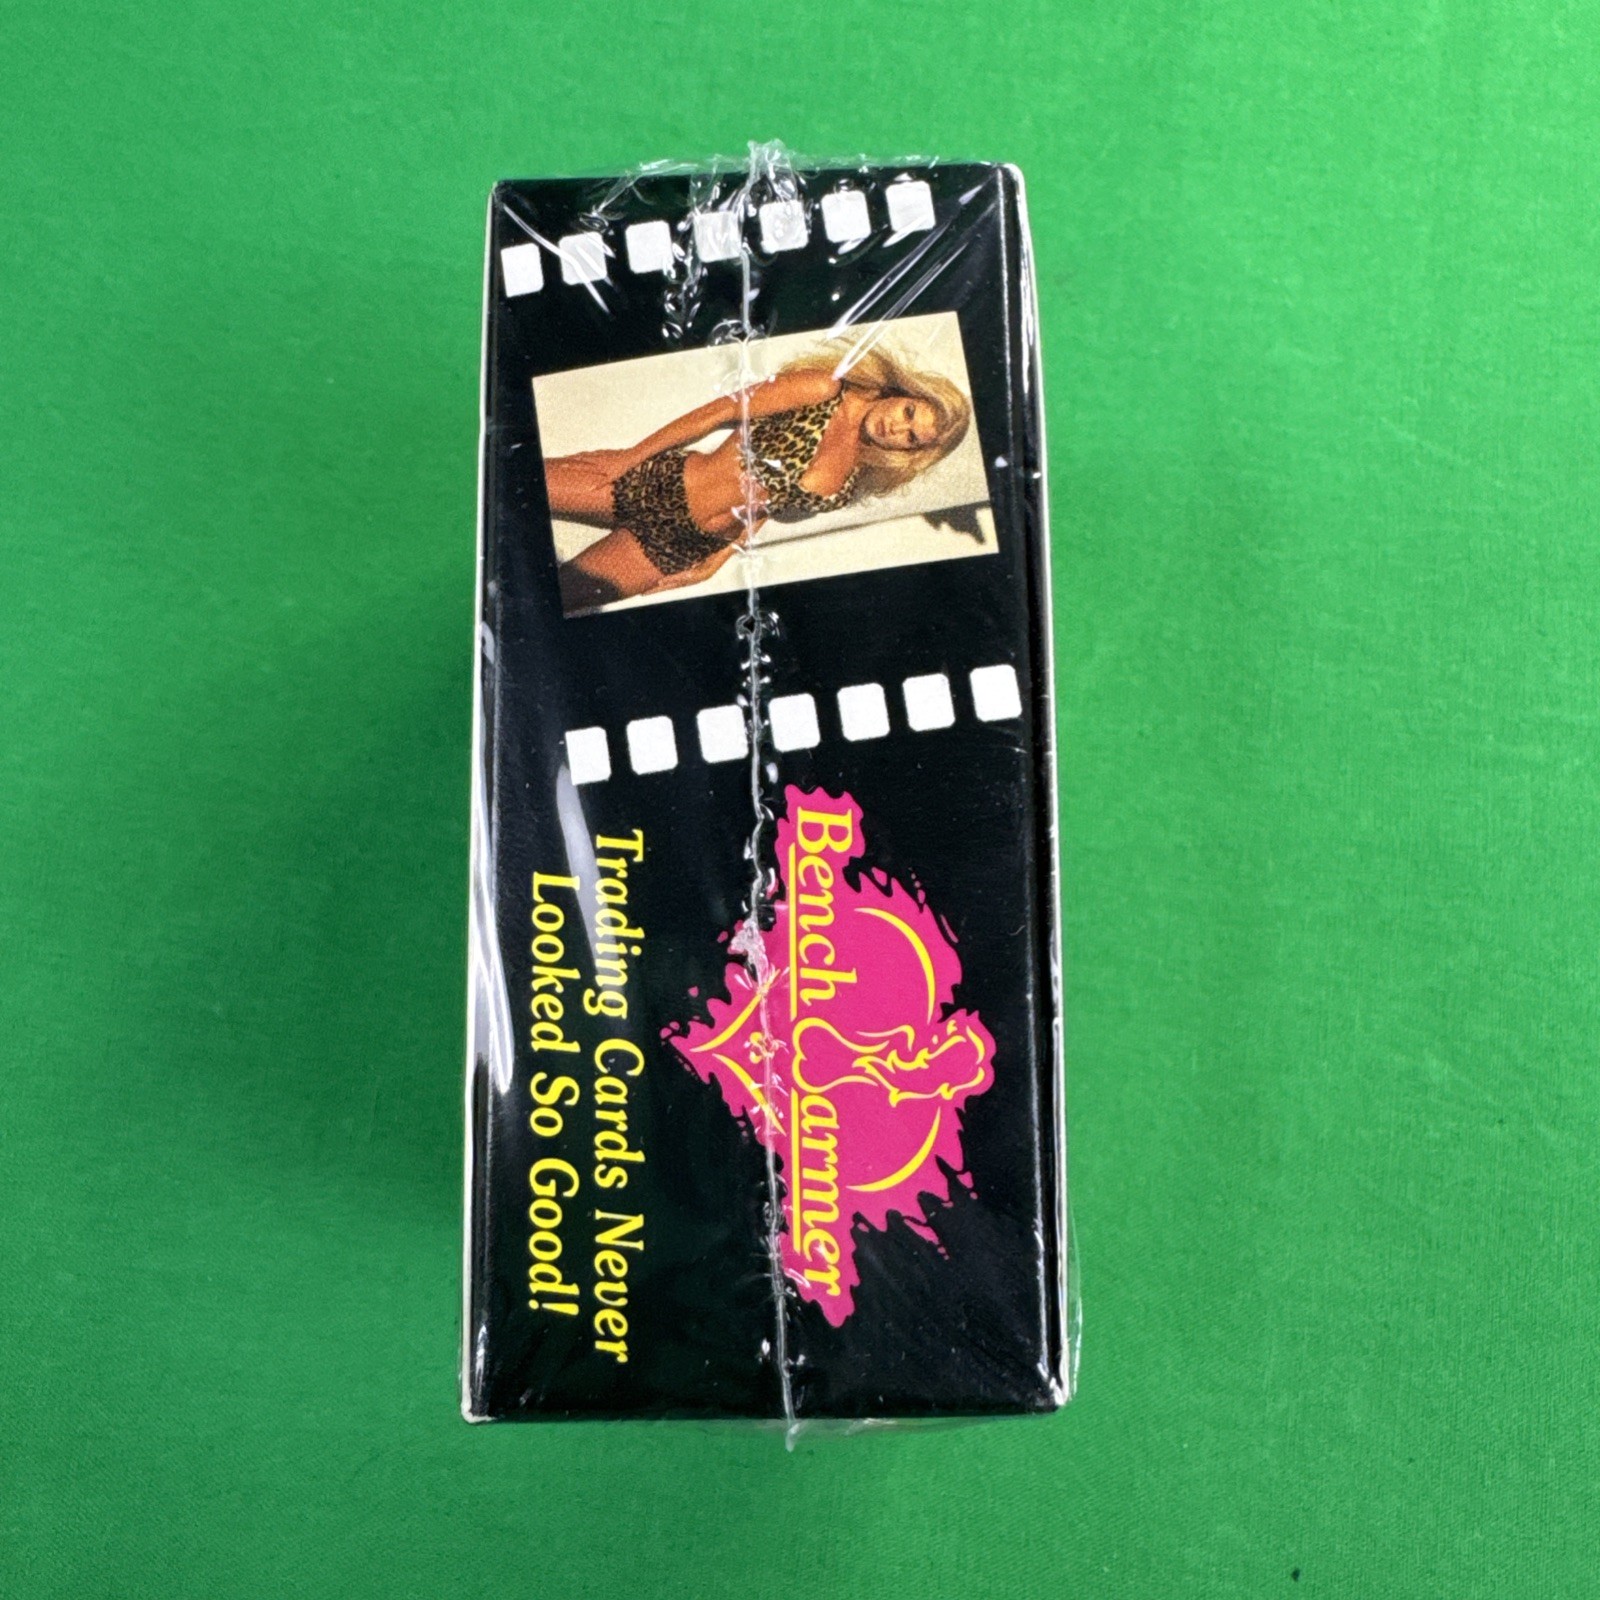 Bench Warmer
Trading Cards Never
Looked So Good!